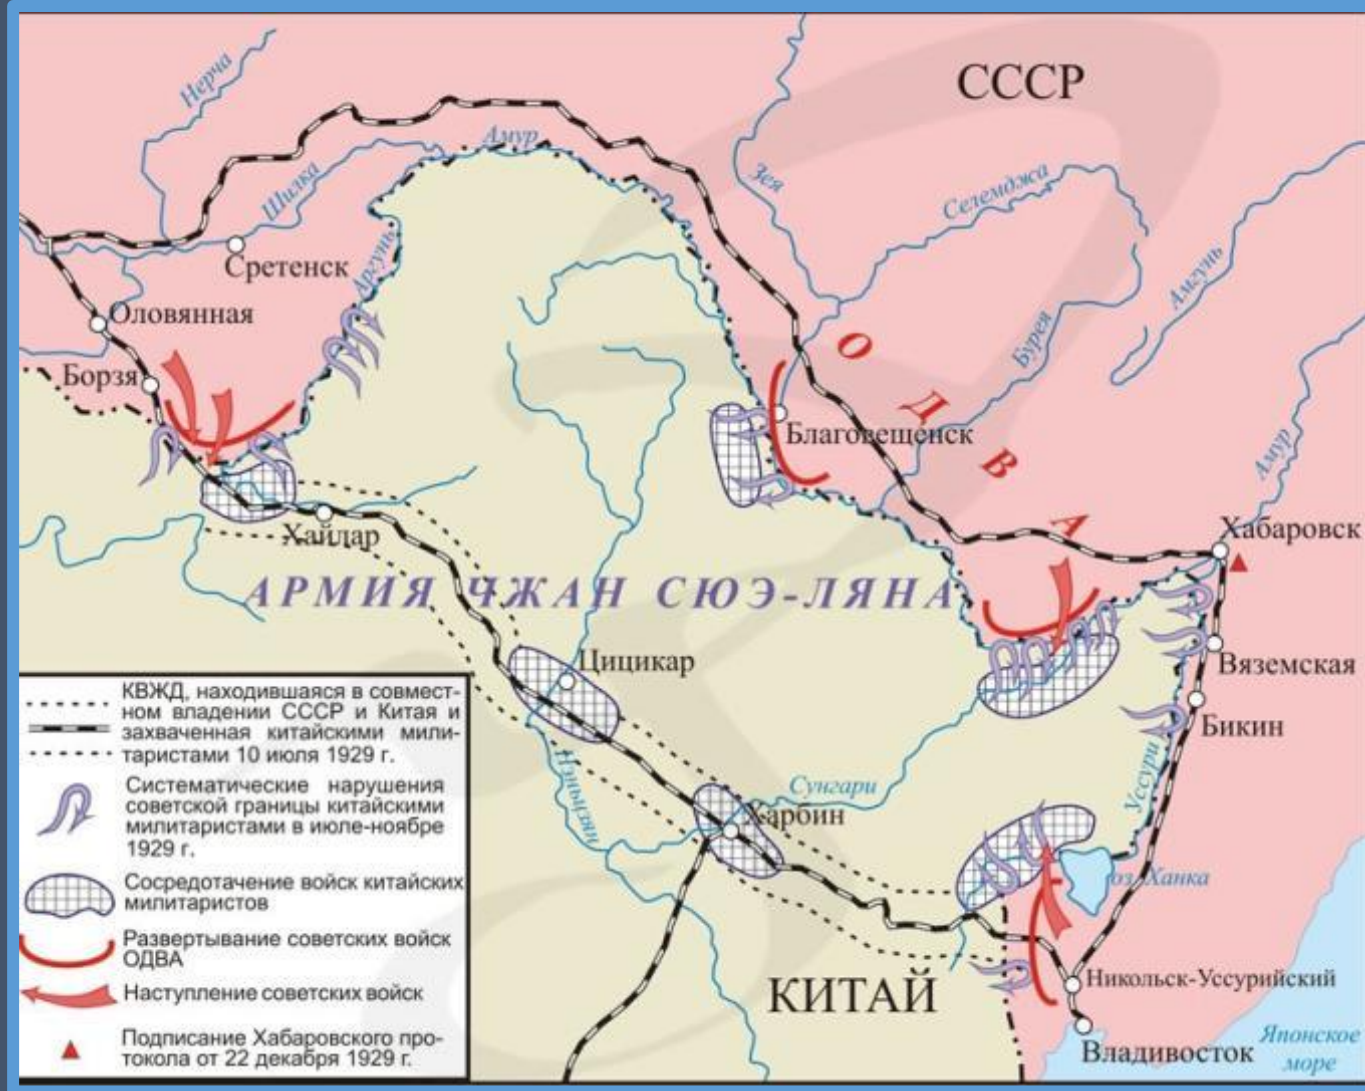 СССР
Нерча
Амур
Шилка
Зея
Селемджа
Сретенск
Аргунь
Амгунь
Оловянная
Бурея
Борзя
О Д В А
Благовещенск
Амур
Хабаровск
Хайлар
АРМИЯ ЧЖАН СЮЭ-ЛЯНА
Вяземская
Цицикар
Бикин
Уссури
Нэньцзян
Сунгари
Харбин
оз. Ханка
КИТАЙ
Никольск-Уссурийский
Владивосток
Японское
море
КВЖД, находившаяся в совмест-
ном владении СССР и Китая и
захваченная китайскими мили-
таристами 10 июля 1929 г.
Систематические нарушения
советской границы китайскими
милитаристами в июле-ноябре
1929 г.
Сосредотачение войск китайских
милитаристов
Развертывание советских войск
ОДВА
Наступление советских войск
Подписание Хабаровского про-
токола от 22 декабря 1929 г.